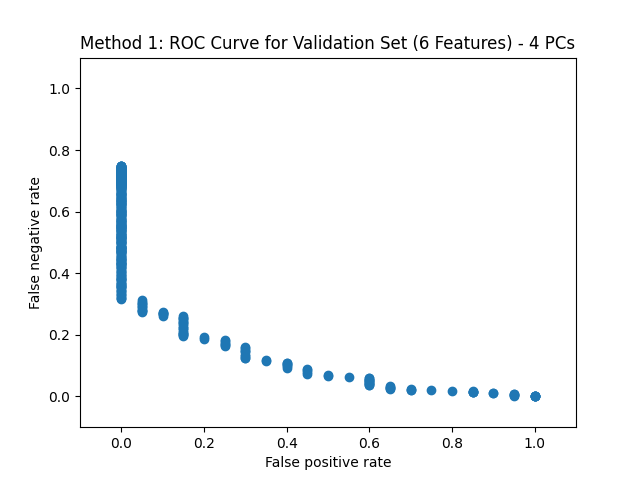 Method 1: ROC Curve for Validation Set (6 Features) - 4 PCs
1.0
0.8
0.6
0.4
0.2
0.0
False negative rate
0.0 0.2 0.4 0.6 0.8 1.0
False positive rate